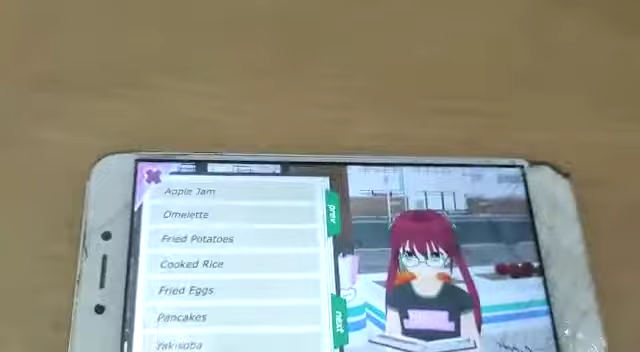 Apple Jam
Omelette
prev
Fried Potatoes
Cooked Rice
Fried Eggs
next
Pancakes
Yakisoba